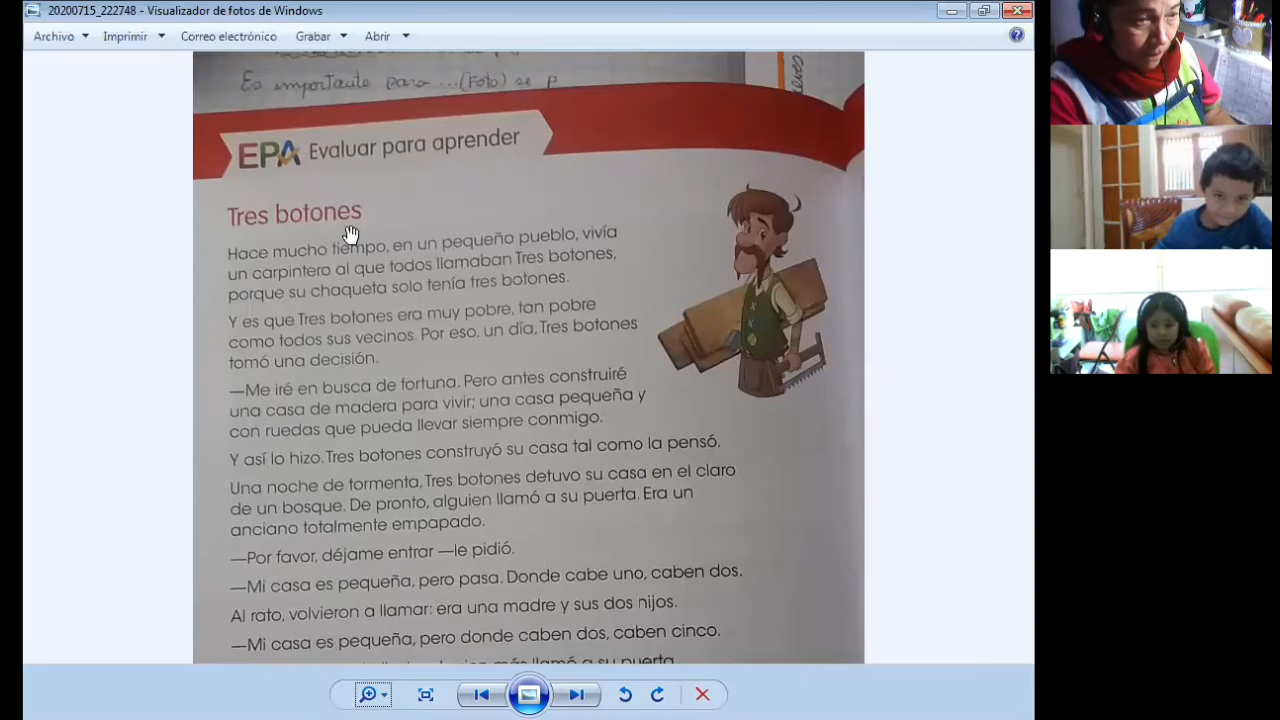 20200715_222748 - Visualizador de fotos de Windows
Archivo Imprimir Correo electrónico Grabar Abrir
Es importante para ...(Foto) se p
EPA Evaluar para aprender
Tres botones
Hace mucho tiempo, en un pequeño pueblo, vivía
un carpintero al que todos llamaban Tres botones,
porque su chaqueta solo tenía tres botones.
Y es que Tres botones era muy pobre, tan pobre
como todos sus vecinos. Por eso, un día, Tres botones
tomó una decisión.
—Me iré en busca de fortuna. Pero antes construiré
una casa de madera para vivir; una casa pequeña y
con ruedas que pueda llevar siempre conmigo.
Y así lo hizo. Tres botones construyó su casa tal como la pensó.
Una noche de tormenta, Tres botones detuvo su casa en el claro
de un bosque. De pronto, alguien llamó a su puerta. Era un
anciano totalmente empapado.
—Por favor, déjame entrar —le pidió.
—Mi casa es pequeña, pero pasa. Donde cabe uno, caben dos.
Al rato, volvieron a llamar: era una madre y sus dos hijos.
—Mi casa es pequeña, pero donde caben dos, caben cinco.
más llamó a su puerta